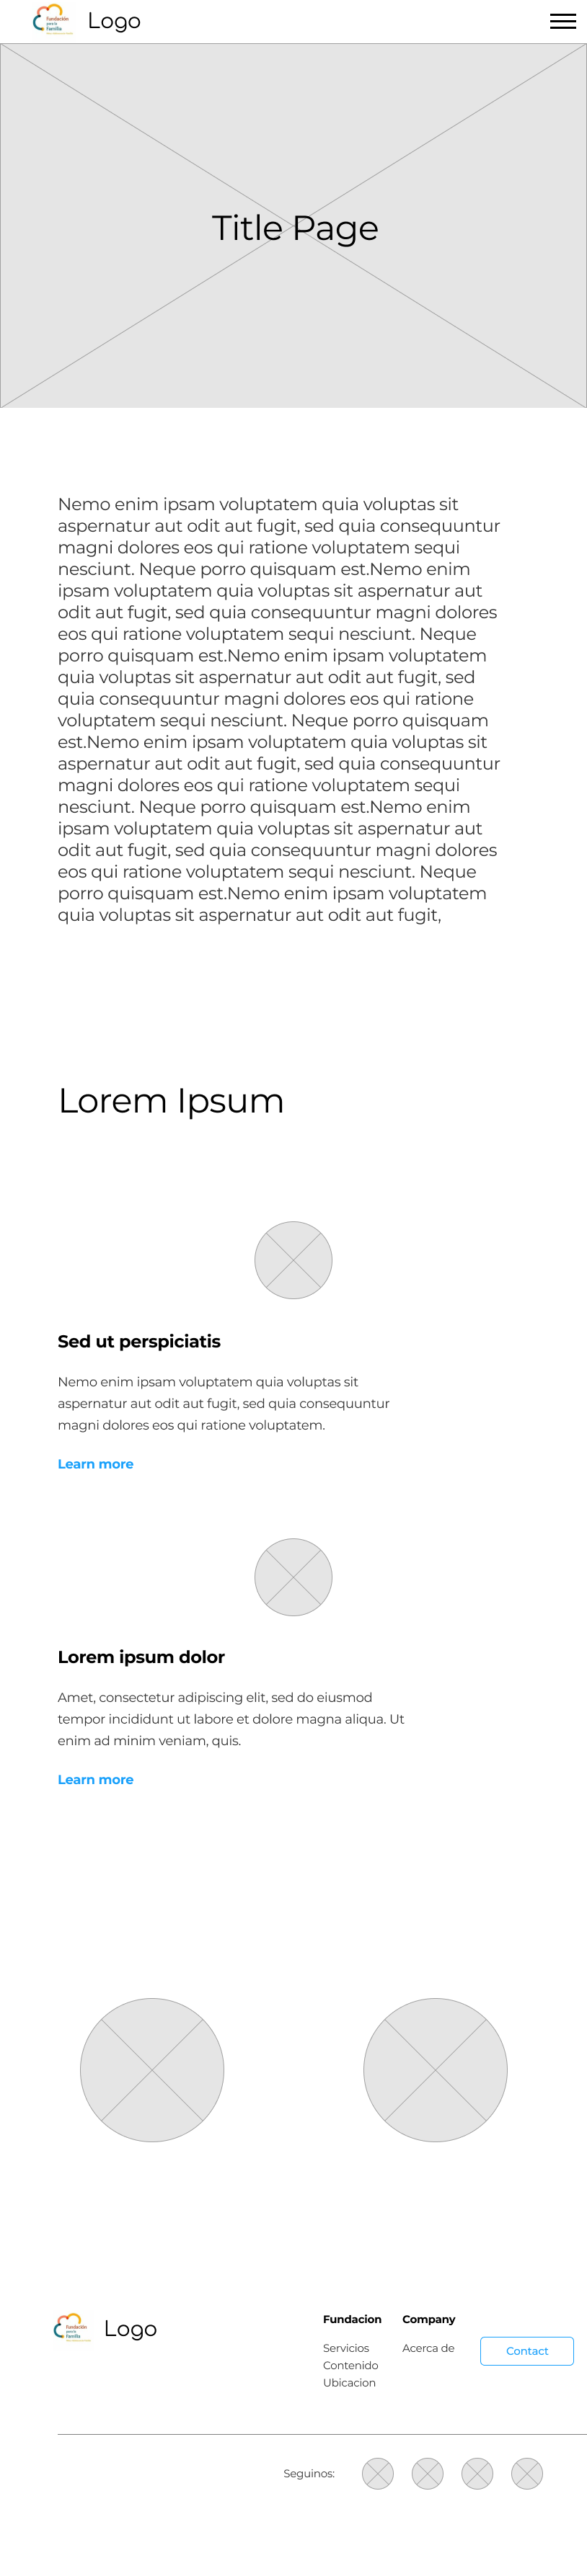 Fundación
para la
Familia
Logo
Title Page
Nemo enim ipsam voluptatem quia voluptas sit
aspernatur aut odit aut fugit, sed quia consequuntur
magni dolores eos qui ratione voluptatem sequi
nesciunt. Neque porro quisquam est.Nemo enim
ipsam voluptatem quia voluptas sit aspernatur aut
odit aut fugit, sed quia consequuntur magni dolores
eos qui ratione voluptatem sequi nesciunt. Neque
porro quisquam est.Nemo enim ipsam voluptatem
quia voluptas sit aspernatur aut odit aut fugit, sed
quia consequuntur magni dolores eos qui ratione
voluptatem sequi nesciunt. Neque porro quisquam
est.Nemo enim ipsam voluptatem quia voluptas sit
aspernatur aut odit aut fugit, sed quia consequuntur
magni dolores eos qui ratione voluptatem sequi
nesciunt. Neque porro quisquam est.Nemo enim
ipsam voluptatem quia voluptas sit aspernatur aut
odit aut fugit, sed quia consequuntur magni dolores
eos qui ratione voluptatem sequi nesciunt. Neque
porro quisquam est.Nemo enim ipsam voluptatem
quia voluptas sit aspernatur aut odit aut fugit,
Lorem Ipsum
Sed ut perspiciatis
Nemo enim ipsam voluptatem quia voluptas sit
aspernatur aut odit aut fugit, sed quia consequuntur
magni dolores eos qui ratione voluptatem.
Learn more
Lorem ipsum dolor
Amet, consectetur adipiscing elit, sed do eiusmod
tempor incididunt ut labore et dolore magna aliqua. Ut
enim ad minim veniam, quis.
Learn more
Fundación
para la
Familia
Logo
Fundacion
Servicios
Contenido
Ubicacion
Company
Acerca de
Contact
Seguinos: